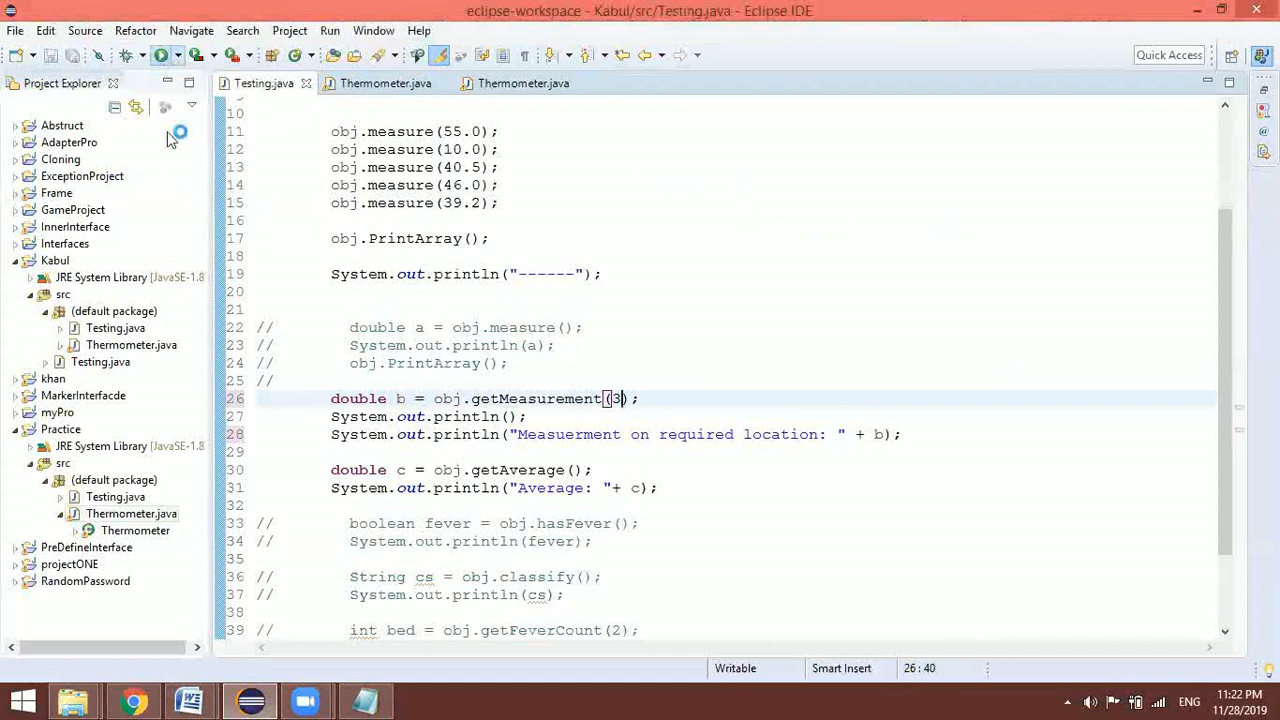 eclipse-workspace - Kabul/src/Testing.java - Eclipse IDE
File Edit Source Refactor Navigate Search Project Run Window Help
Quick Access
Project Explorer
Testing.java
Thermometer.java
Thermometer.java
Abstruct
AdapterPro
Cloning
ExceptionProject
Frame
GameProject
InnerInterface
Interfaces
Kabul
JRE System Library [JavaSE-1.8
src
(default package)
Testing.java
Thermometer.java
Testing.java
khan
MarkerInterfacde
myPro
Practice
src
(default package)
Testing.java
Thermometer.java
Thermometer
PreDefineInterface
projectONE
RandomPassword
10
11 obj.measure(55.0);
12 obj.measure(10.0);
13 obj.measure(40.5);
14 obj.measure(46.0);
15 obj.measure(39.2);
16
17 obj.PrintArray();
18
19 System.out.println("------");
20
21
22 // double a = obj.measure();
23 // System.out.println(a);
24 // obj.PrintArray();
25 //
26 double b = obj.getMeasurement(3);
27 System.out.println();
28 System.out.println("Measuerment on required location: " + b);
29
30 double c = obj.getAverage();
31 System.out.println("Average: "+ c);
32
33 // boolean fever = obj.hasFever();
34 // System.out.println(fever);
35
36 // String cs = obj.classify();
37 // System.out.println(cs);
38
39 // int bed = obj.getFeverCount(2);
Writable Smart Insert 26 : 40
ENG
11:22 PM
11/28/2019